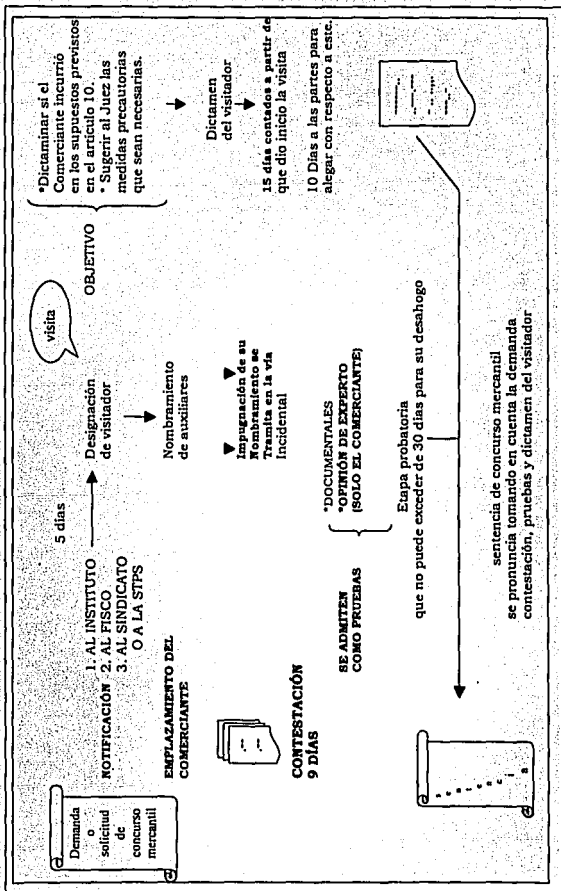 Demanda
o
solicitud
de
concurso
mercantil
NOTIFICACIÓN
1. AL INSTITUTO
2. AL FISCO
3. AL SINDICATO
O A LA STPS
5 días
Designación
de visitador
visita
OBJETIVO
*Dictaminar si el
Comerciante incurrió
en los supuestos previstos
en el artículo 10.
* Sugerir al Juez las
medidas precautorias
que sean necesarias.
EMPLAZAMIENTO DEL
COMERCIANTE
Nombramiento
de auxiliares
Dictamen
del visitador
CONTESTACIÓN
9 DÍAS
Impugnación de su
Nombramiento se
Tramita en la vía
Incidental
15 días contados a partir de
que dio inicio la visita
10 Días a las partes para
alegar con respecto a este.
SE ADMITEN
COMO PRUEBAS
*DOCUMENTALES
*OPINIÓN DE EXPERTO
(SOLO EL COMERCIANTE)
Etapa probatoria
que no puede exceder de 30 días para su desahogo
sentencia de concurso mercantil
se pronuncia tomando en cuenta la demanda
contestación, pruebas y dictamen del visitador